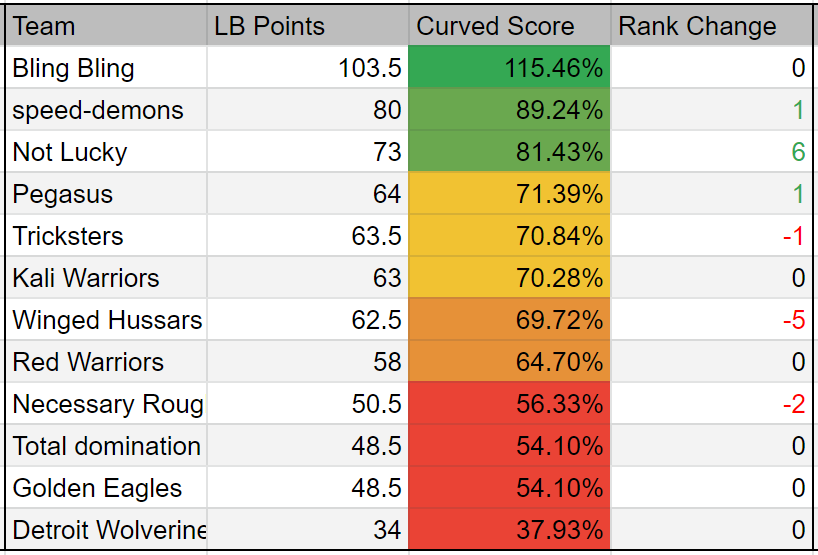 Team LB Points Curved Score Rank Change
Bling Bling 103.5 115.46% 0
speed-demons 80 89.24% 1
Not Lucky 73 81.43% 6
Pegasus 64 71.39% 1
Tricksters 63.5 70.84% -1
Kali Warriors 63 70.28% 0
Winged Hussars 62.5 69.72% -5
Red Warriors 58 64.70% 0
Necessary Roug 50.5 56.33% -2
Total domination 48.5 54.10% 0
Golden Eagles 48.5 54.10% 0
Detroit Wolverine 34 37.93% 0